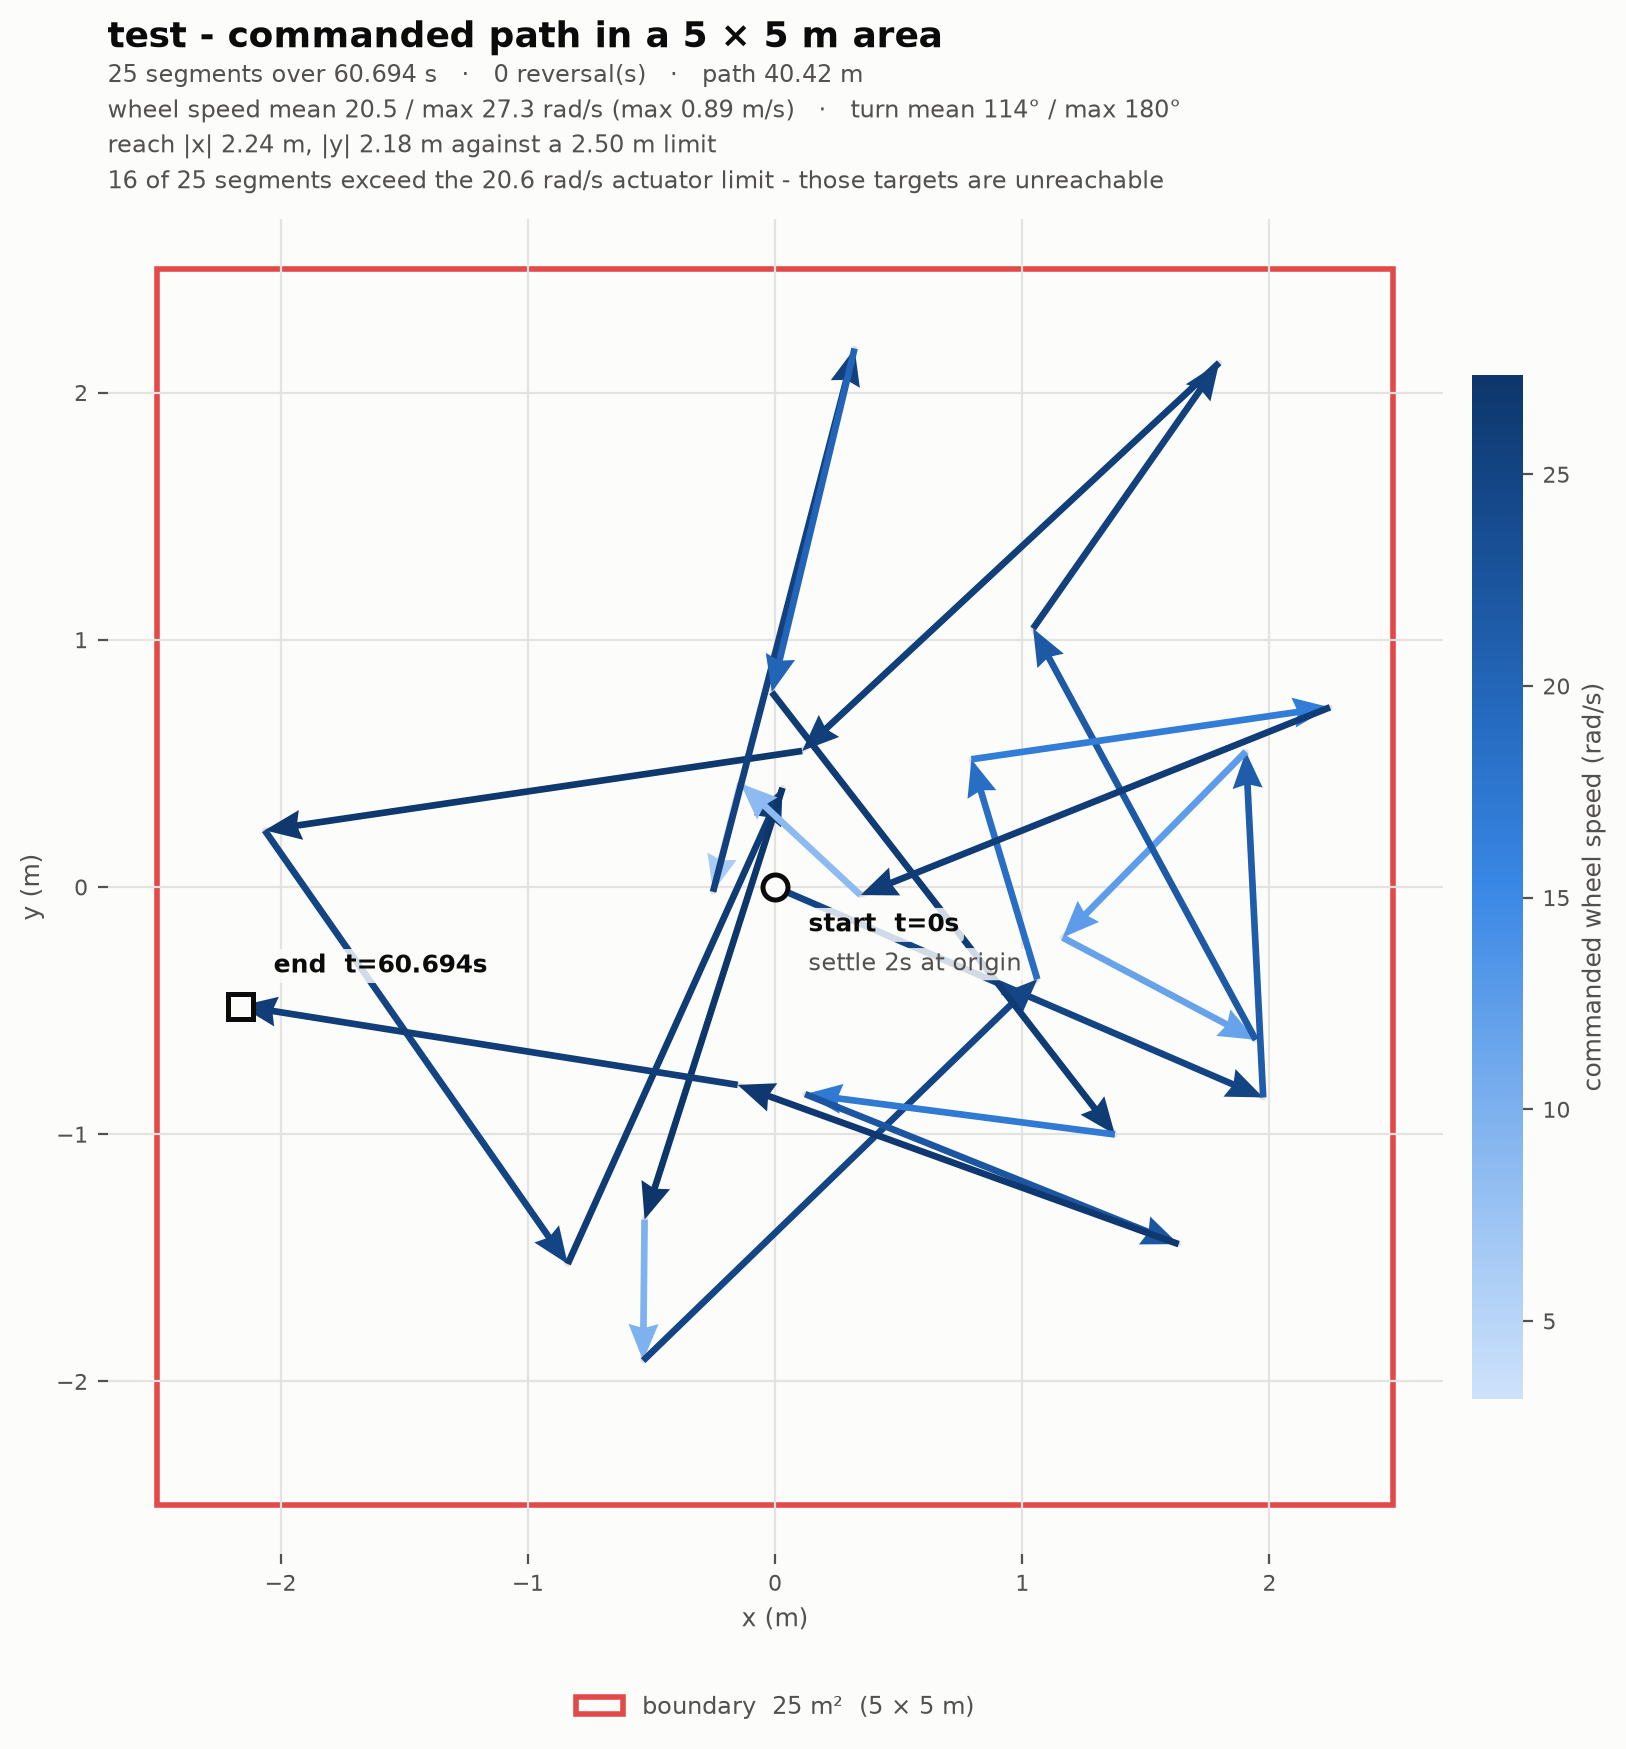 test - commanded path in a 5 × 5 m area
25 segments over 60.694 s · 0 reversal(s) · path 40.42 m
wheel speed mean 20.5 / max 27.3 rad/s (max 0.89 m/s) · turn mean 114° / max 180°
reach |x| 2.24 m, |y| 2.18 m against a 2.50 m limit
16 of 25 segments exceed the 20.6 rad/s actuator limit - those targets are unreachable
2
1
0
−1
−2
y (m)
start t=0s
settle 2s at origin
end t=60.694s
25
20
15
10
5
commanded wheel speed (rad/s)
−2
−1
0
1
2
x (m)
boundary 25 m² (5 × 5 m)